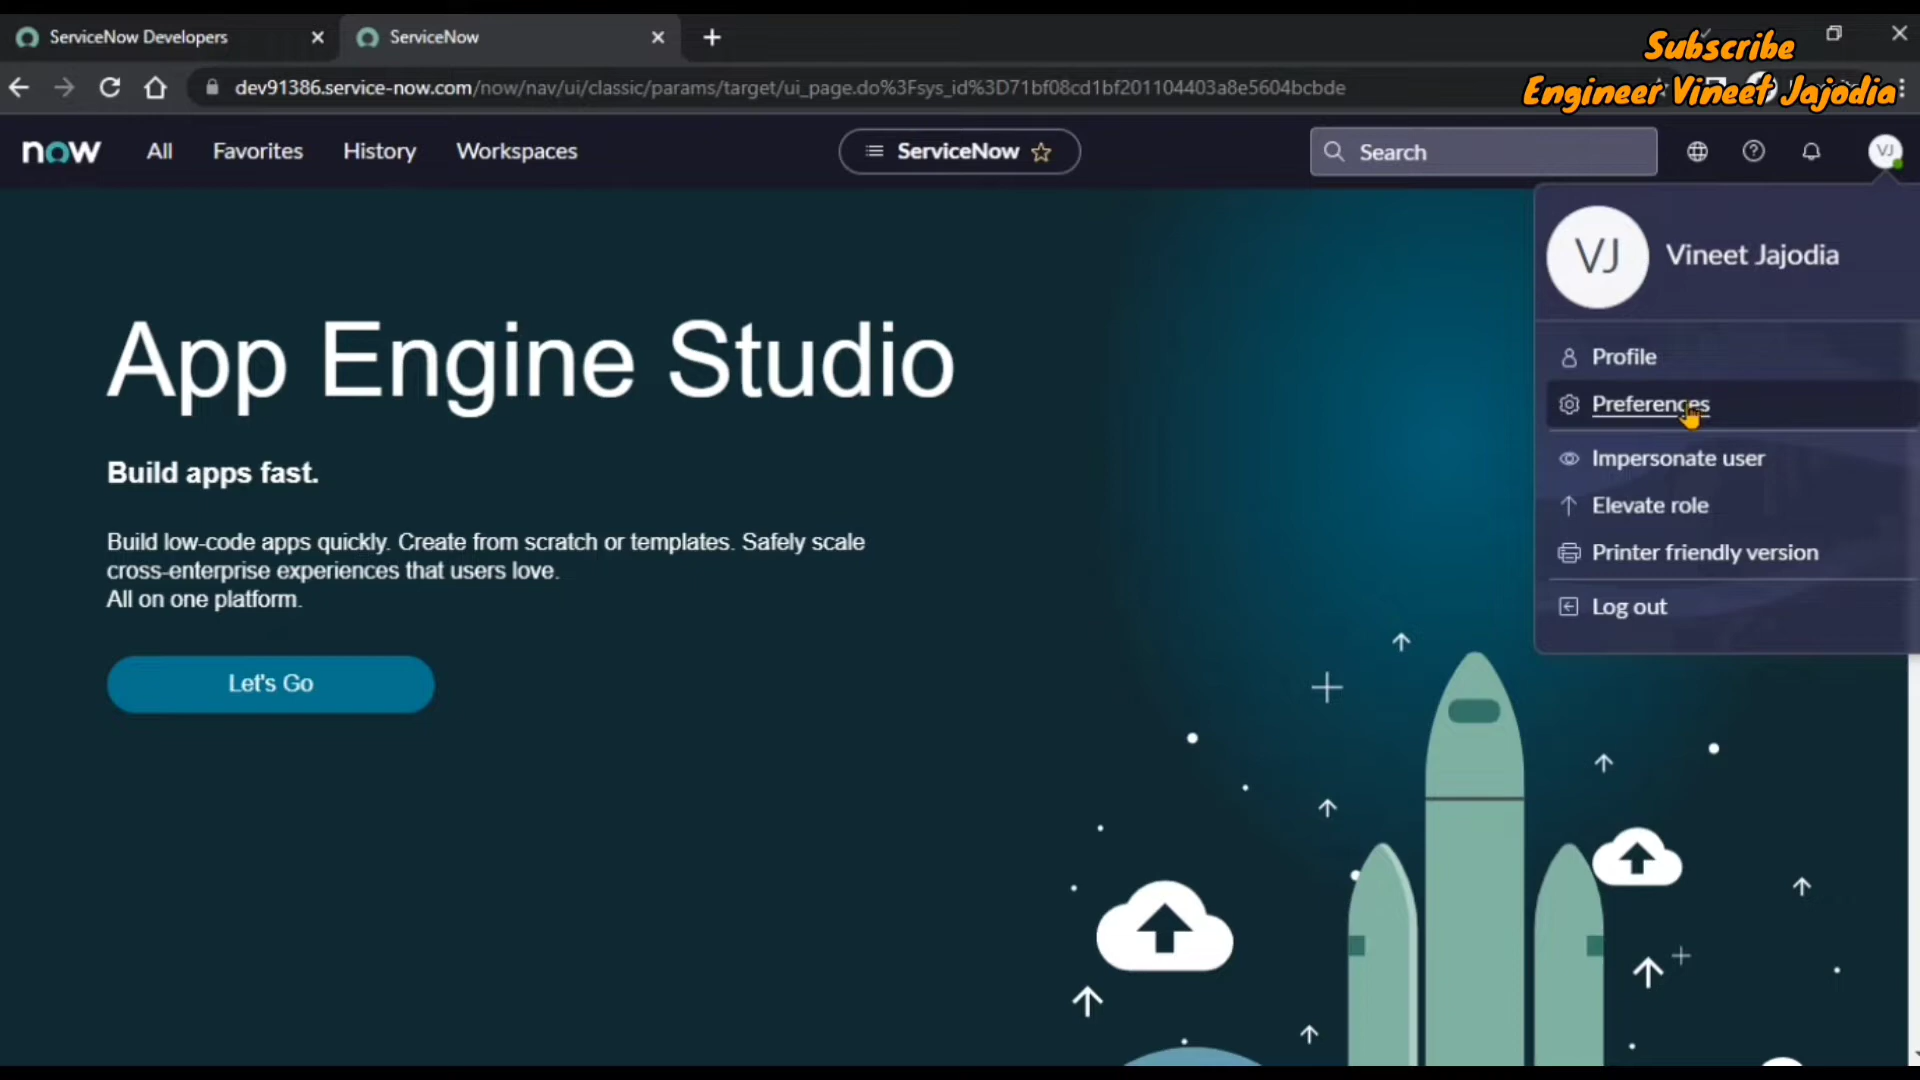 ServiceNow Developers
ServiceNow
Subscribe
Engineer Vineet Jajodia
dev91386.service-now.com/now/nav/ui/classic/params/target/ui_page.do%3Fsys_id%3D71bf08cd1bf201104403a8e5604bcbde
now
All
Favorites
History
Workspaces
ServiceNow
Search
VJ
VJ
Vineet Jajodia
Profile
Preferences
Impersonate user
Elevate role
Printer friendly version
Log out
App Engine Studio
Build apps fast.
Build low-code apps quickly. Create from scratch or templates. Safely scale
cross-enterprise experiences that users love.
All on one platform.
Let's Go